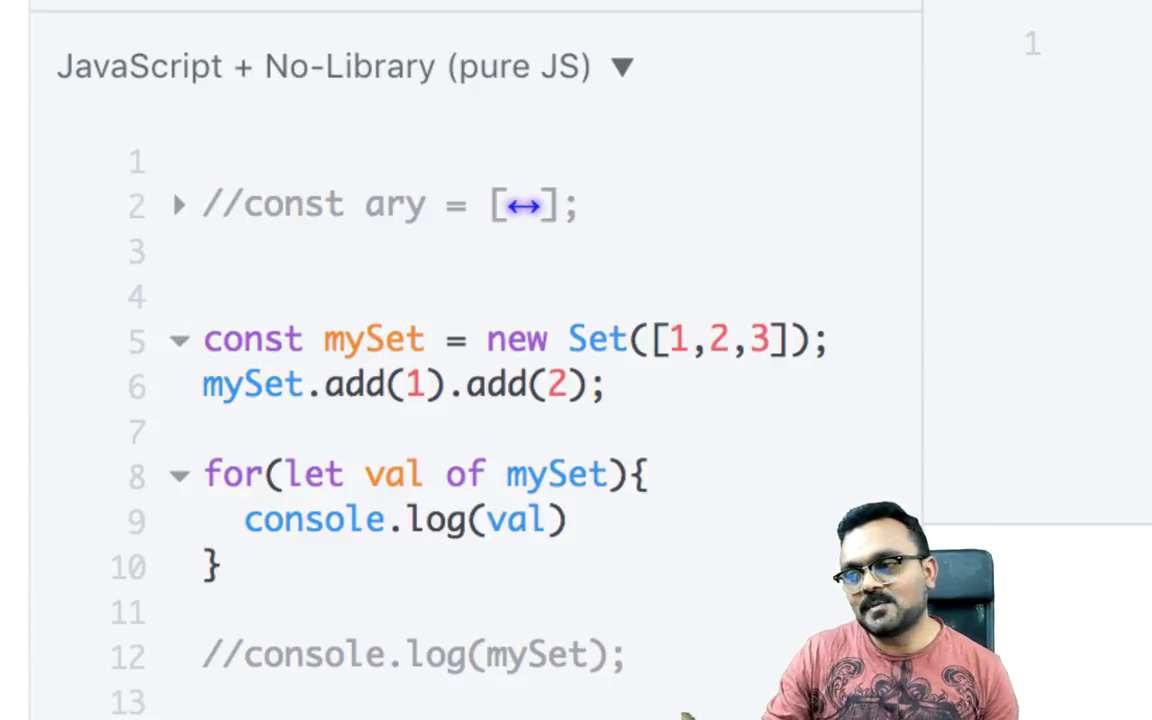 JavaScript + No-Library (pure JS) ▼
1
1
2 //const ary = [↔];
3
4
5 const mySet = new Set([1,2,3]);
6 mySet.add(1).add(2);
7
8 for(let val of mySet){
9 console.log(val)
10 }
11
12 //console.log(mySet);
13